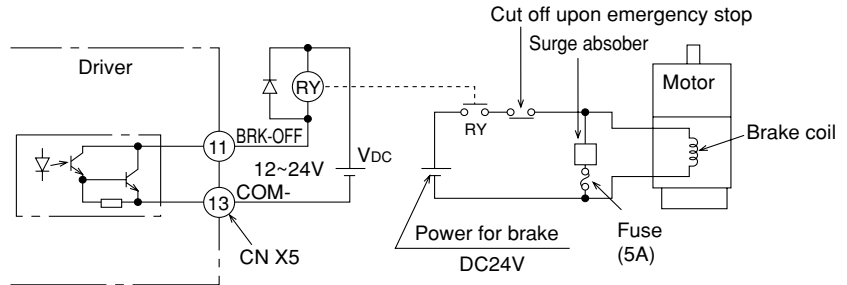 Cut off upon emergency stop
Surge absober
Driver
Motor
RY
RY
Brake coil
11
BRK-OFF
12~24V
VDC
COM-
13
CN X5
Power for brake
DC24V
Fuse
(5A)